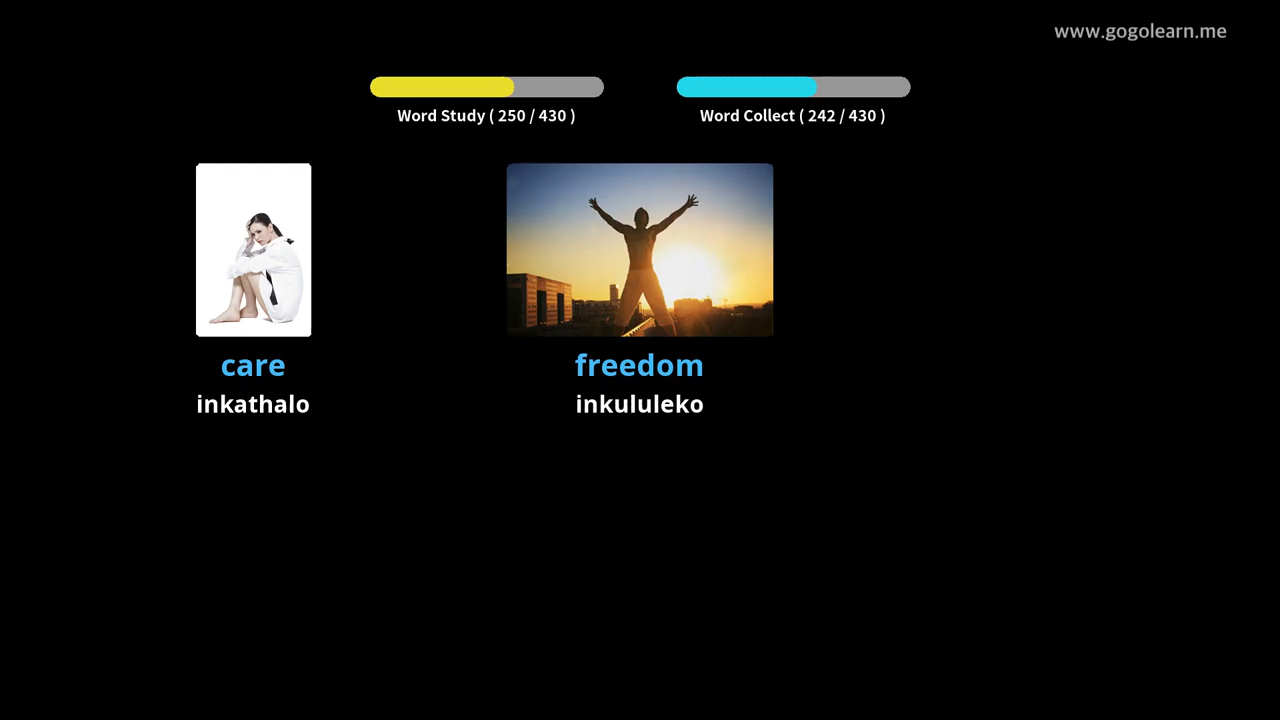 www.gogolearn.me
Word Study ( 250 / 430 )
Word Collect ( 242 / 430 )
care
inkathalo
freedom
inkululeko